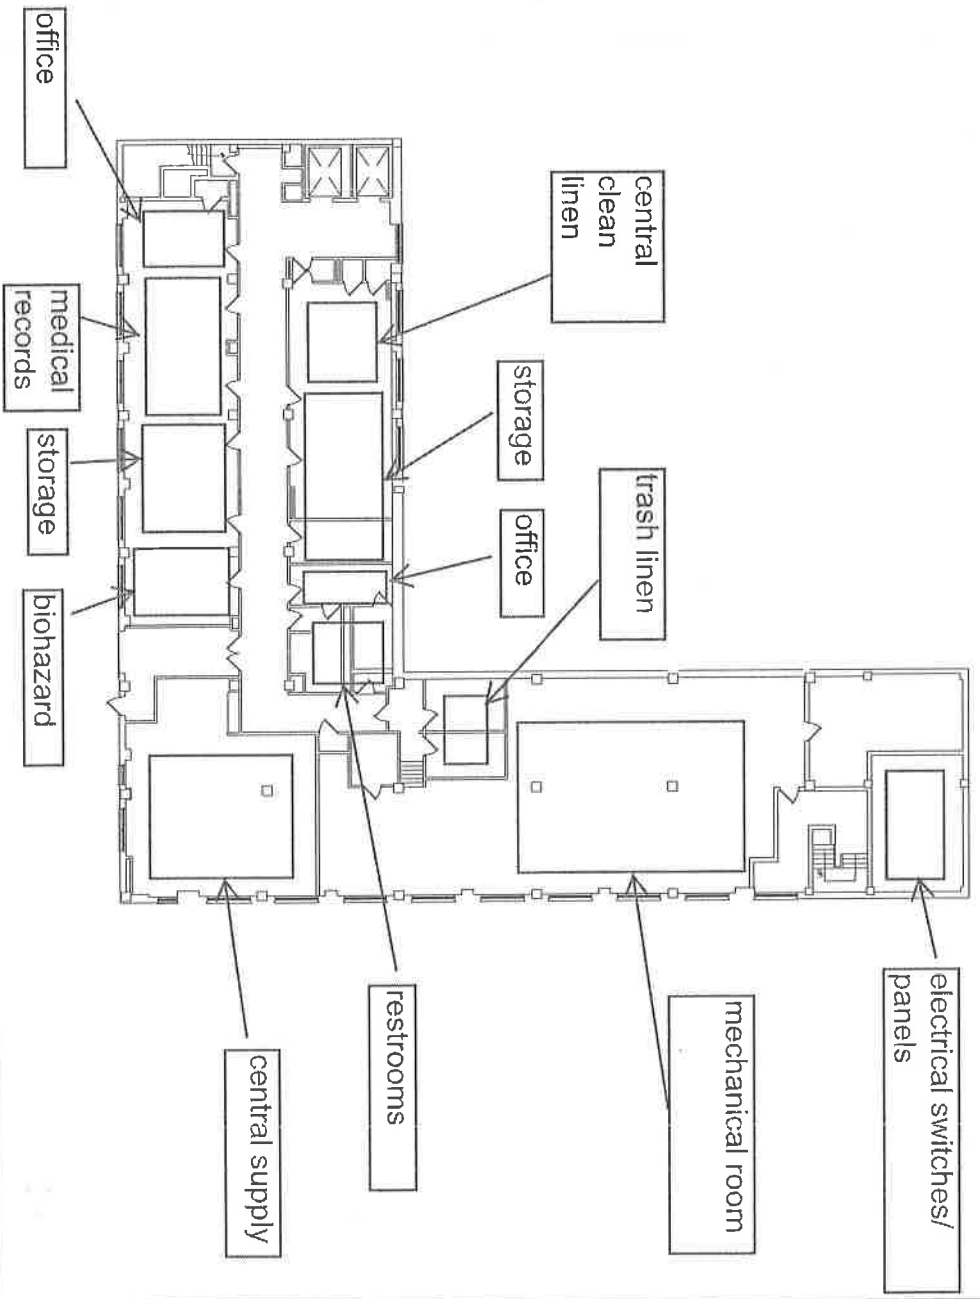 electrical switches/
panels
mechanical room
trash linen
central
clean
linen
storage
office
restrooms
central supply
office
medical
records
storage
biohazard